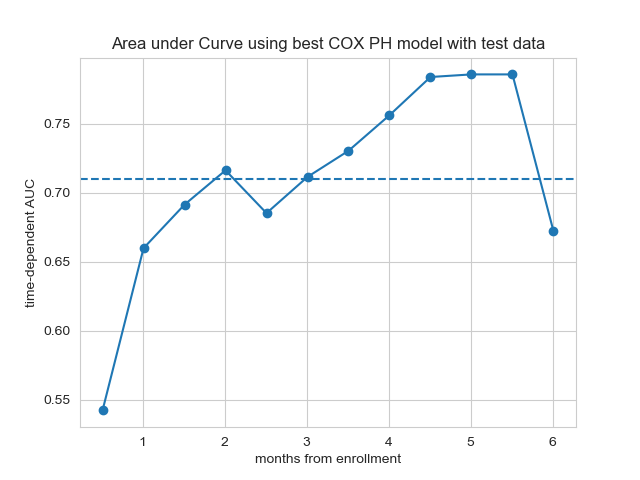 Area under Curve using best COX PH model with test data
time-dependent AUC
0.75
0.70
0.65
0.60
0.55
1 2 3 4 5 6
months from enrollment